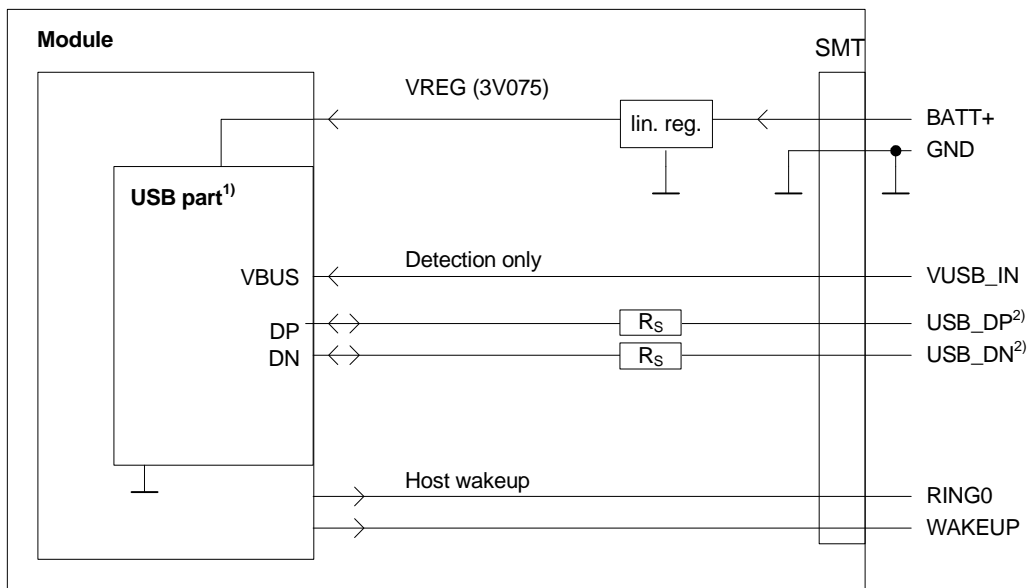 Module
SMT
VREG (3V075)
lin. reg.
BATT+
GND
USB part1)
VBUS
Detection only
VUSB_IN
DP
RS
USB_DP2)
DN
RS
USB_DN2)
Host wakeup
RING0
WAKEUP